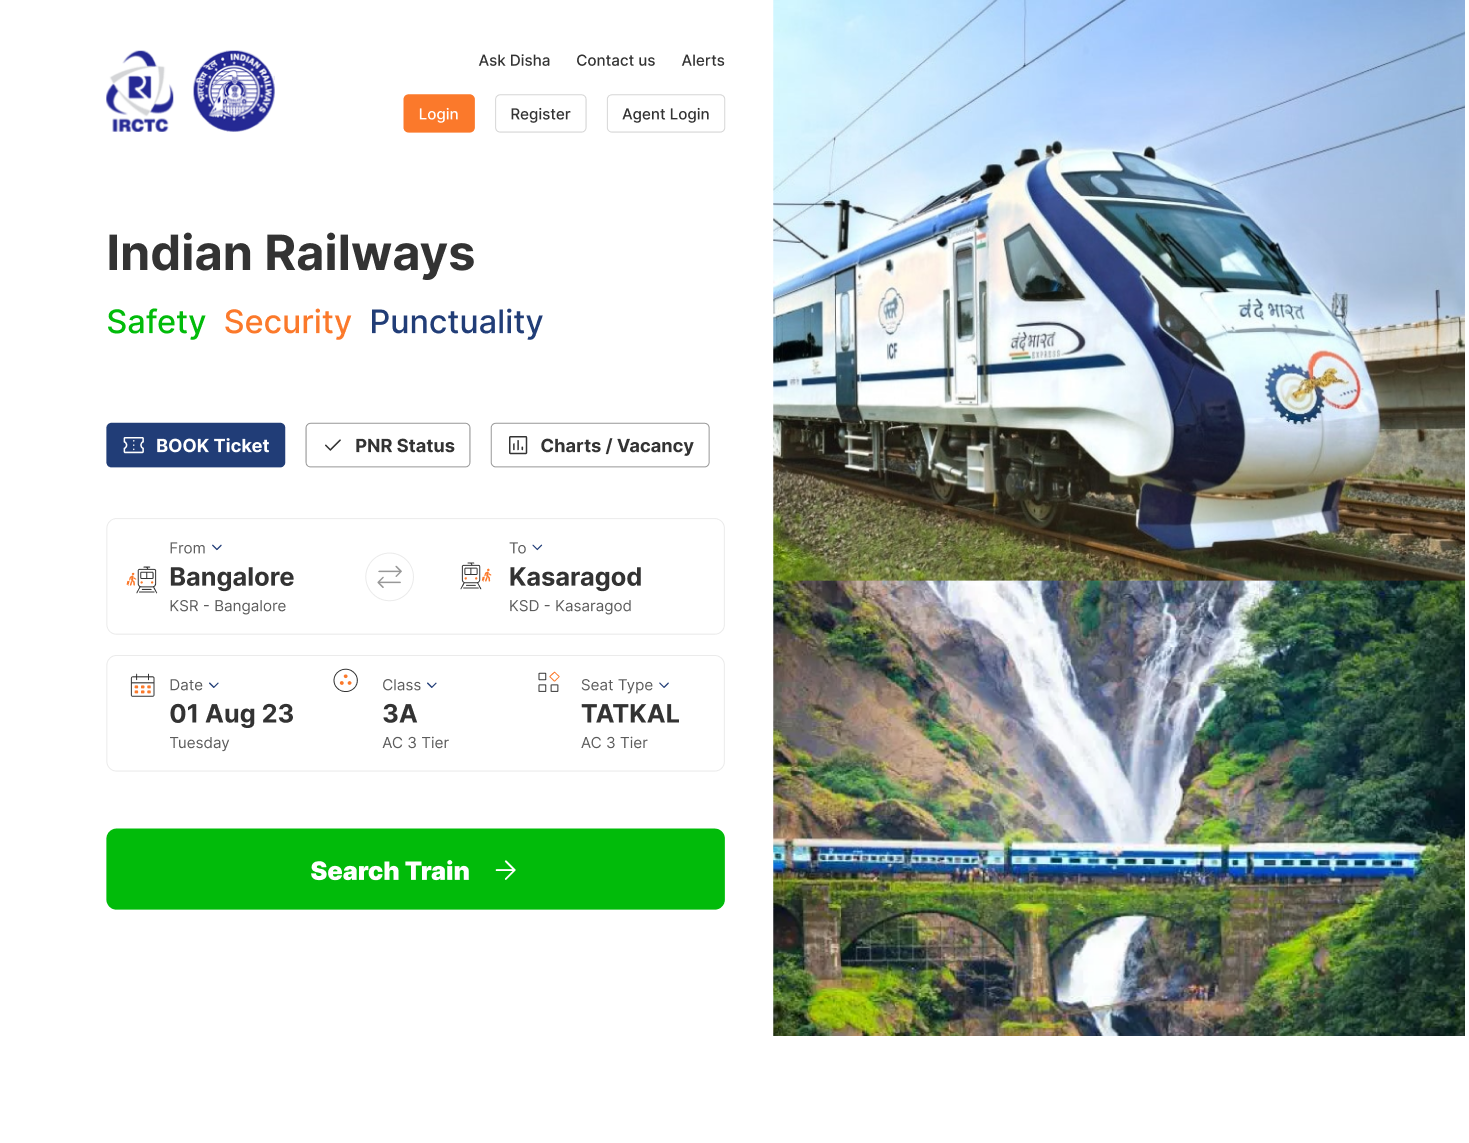 IRCTC
भारतीय रेल INDIAN RAILWAYS
Ask Disha Contact us Alerts
Login Register Agent Login
Indian Railways
Safety Security Punctuality
BOOK Ticket PNR Status Charts / Vacancy
From To
Bangalore Kasaragod
KSR - Bangalore KSD - Kasaragod
Date Class Seat Type
01 Aug 23 3A TATKAL
Tuesday AC 3 Tier AC 3 Tier
Search Train
वंदे भारत
वंदे भारत
EXPRESS
ICF